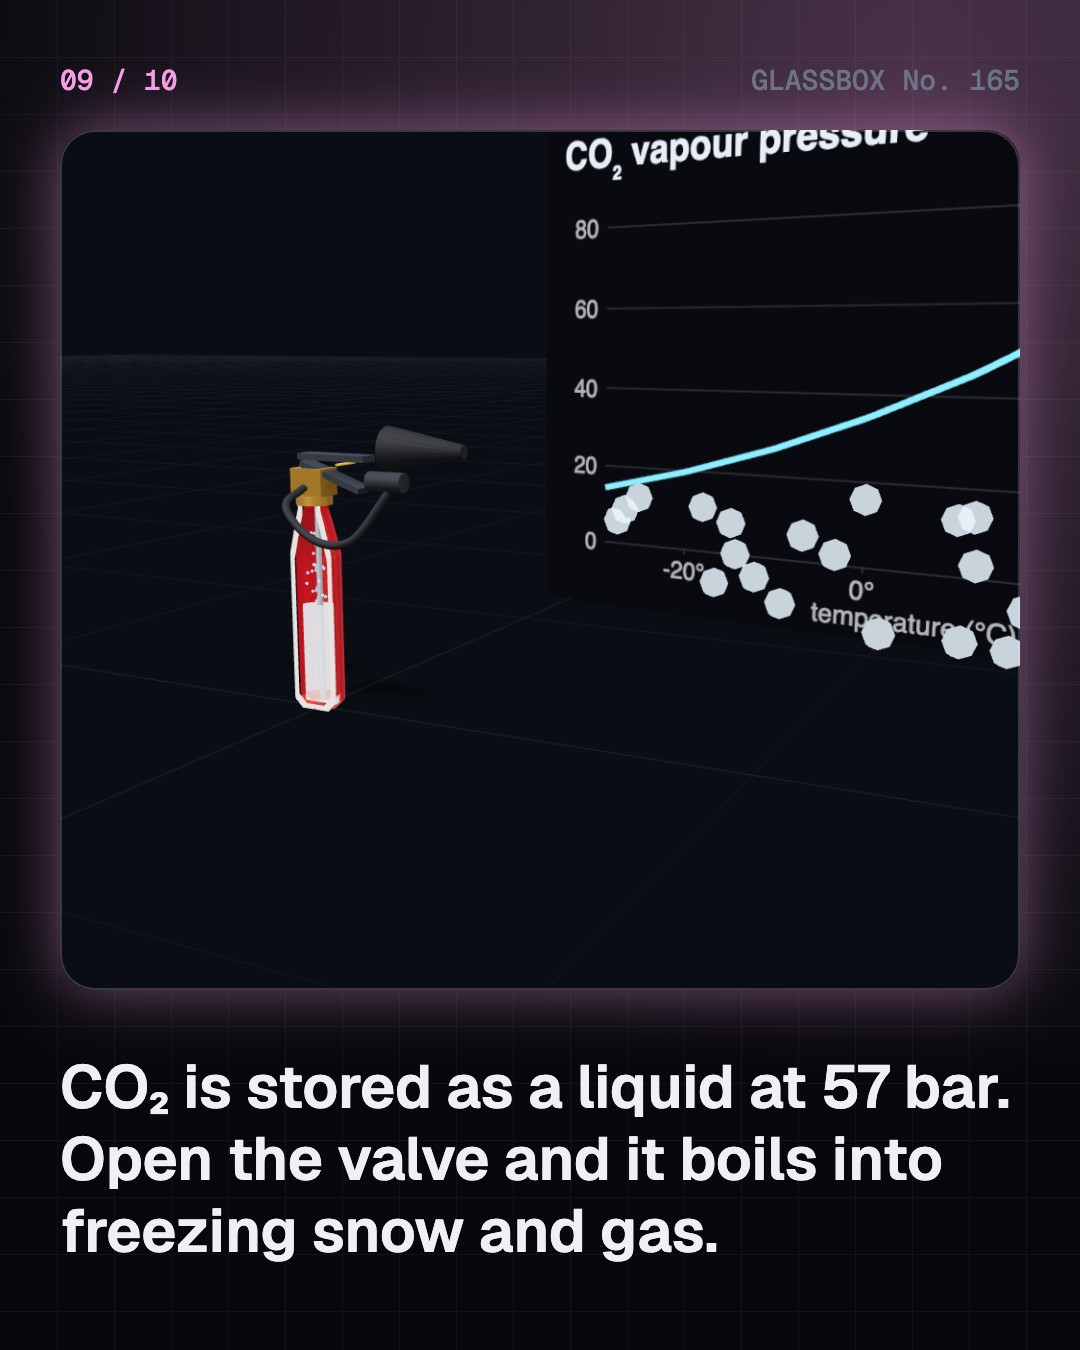 09 / 10
GLASSBOX No. 165
CO₂ vapour pressure
80
60
40
20
0
-20°
0°
temperature (°C)
CO₂ is stored as a liquid at 57 bar.
Open the valve and it boils into
freezing snow and gas.